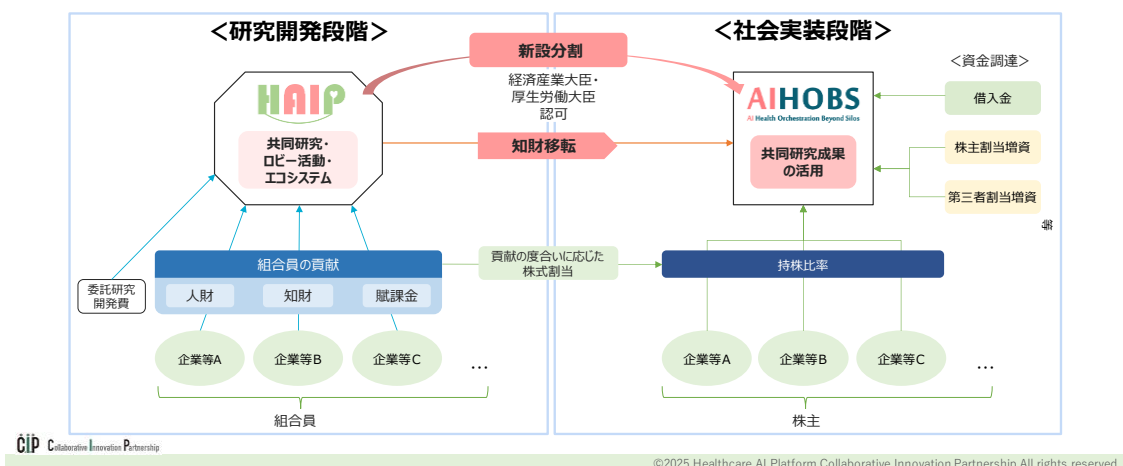 ＜研究開発段階＞
＜社会実装段階＞
新設分割
経済産業大臣・
厚生労働大臣
認可
HAIP
共同研究・
ロビー活動・
エコシステム
知財移転
AIHOBS
AI Health Orchestration Beyond Silos
共同研究成果
の活用
＜資金調達＞
借入金
株主割当増資
第三者割当増資
等
委託研究
開発費
組合員の貢献
人財
知財
賦課金
貢献の度合いに応じた
株式割当
持株比率
企業等A
企業等B
企業等C
…
組合員
企業等A
企業等B
企業等C
…
株主
CIP Collaborative Innovation Partnership
©2025 Healthcare AI Platform Collaborative Innovation Partnership All rights reserved